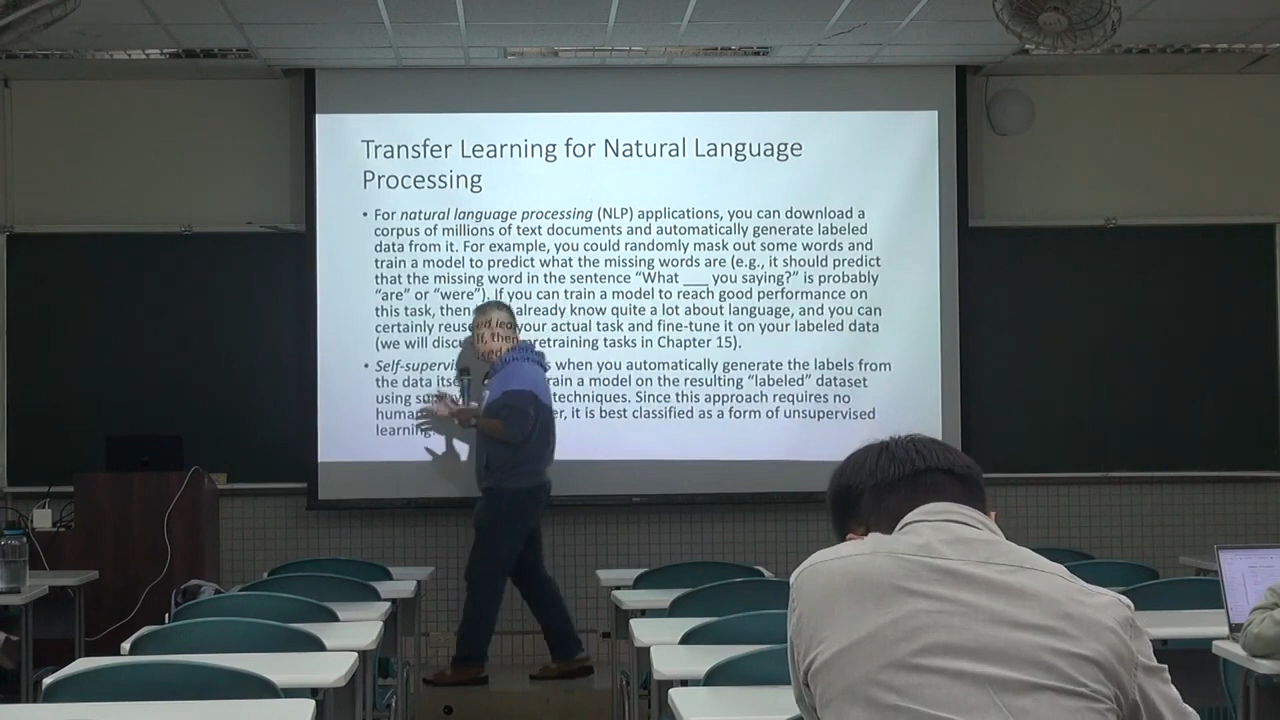 Transfer Learning for Natural Language
Processing
• For natural language processing (NLP) applications, you can download a
corpus of millions of text documents and automatically generate labeled
data from it. For example, you could randomly mask out some words and
train a model to predict what the missing words are (e.g., it should predict
that the missing word in the sentence “What ___ you saying?” is probably
“are” or “were”). If you can train a model to reach good performance on
this task, then already know quite a lot about language, and you can
certainly reuse your actual task and fine-tune it on your labeled data
(we will pretraining tasks in Chapter 15).
• when you automatically generate the labels from
the data train a model on the resulting “labeled” dataset
using techniques. Since this approach requires no
it is best classified as a form of unsupervised
learning